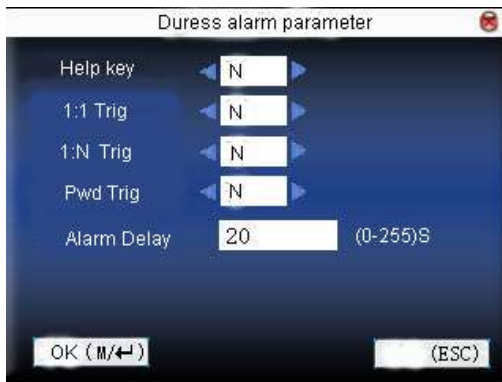 Duress alarm parameter
Help key N
1:1 Trig N
1:N Trig N
Pwd Trig N
Alarm Delay 20 (0-255)S
OK (M/↵) (ESC)